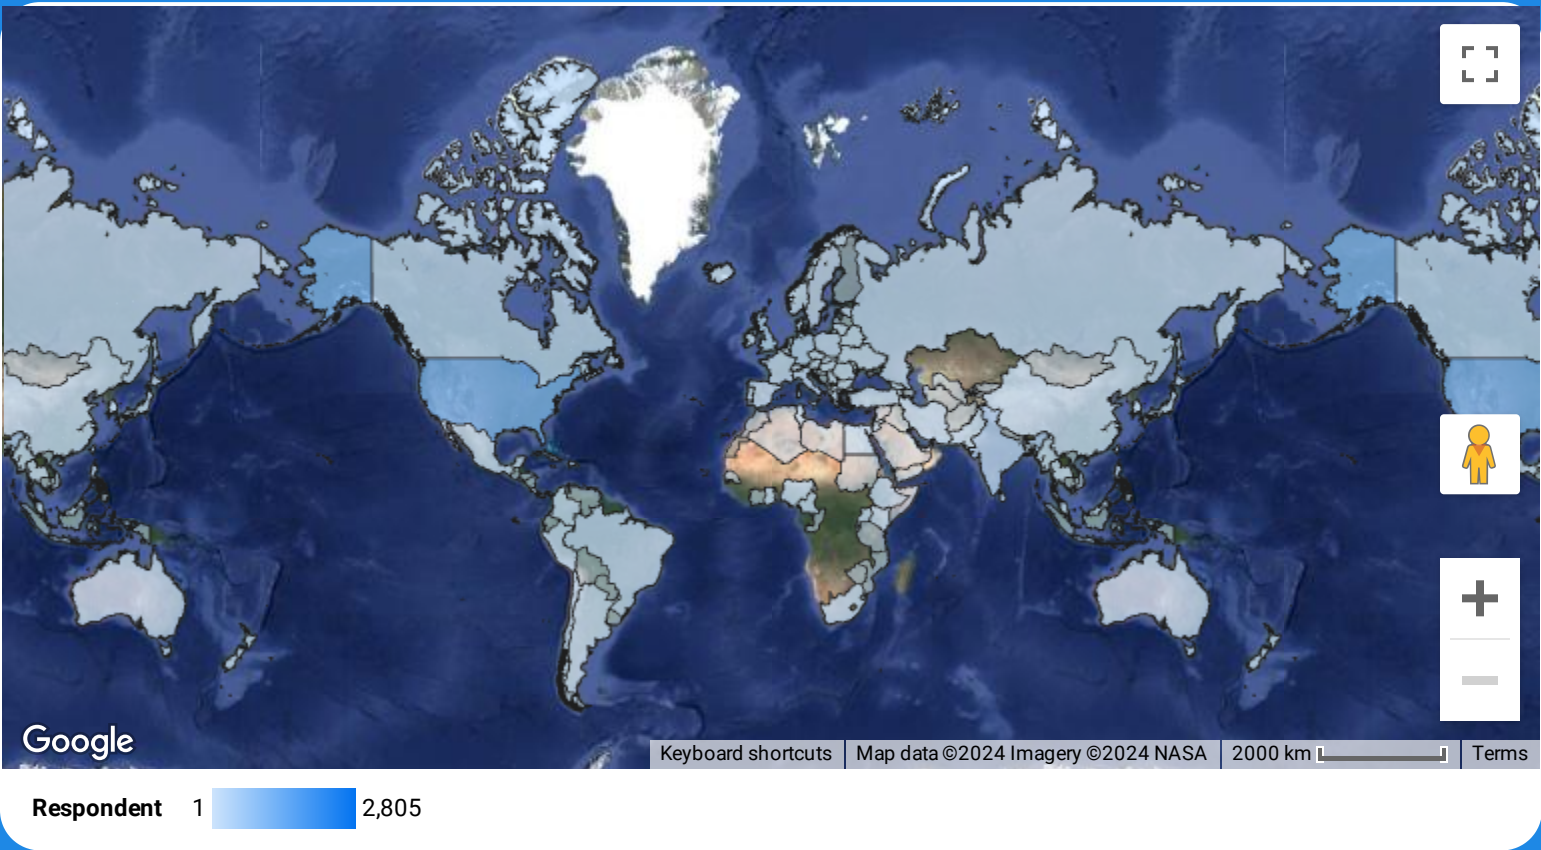 Google
Keyboard shortcuts
Map data ©2024 Imagery ©2024 NASA
2000 km
Terms
Respondent 1 2,805